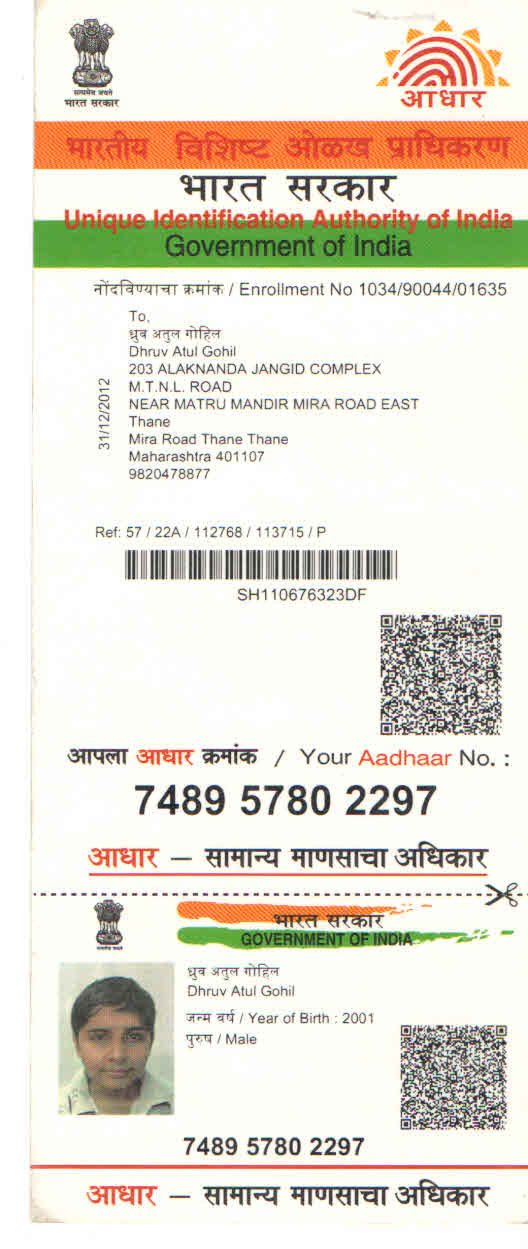 सत्यमेव जयते
भारत सरकार
आधार
भारतीय विशिष्ट ओळख प्राधिकरण
भारत सरकार
Unique Identification Authority of India
Government of India
नोंदविण्याचा क्रमांक / Enrollment No 1034/90044/01635
To,
ध्रुव अतुल गोहिल
Dhruv Atul Gohil
203 ALAKNANDA JANGID COMPLEX
M.T.N.L. ROAD
NEAR MATRU MANDIR MIRA ROAD EAST
Thane
Mira Road Thane Thane
Maharashtra 401107
9820478877
31/12/2012
Ref: 57 / 22A / 112768 / 113715 / P
SH110676323DF
आपला आधार क्रमांक / Your Aadhaar No. :
7489 5780 2297
आधार — सामान्य माणसाचा अधिकार
भारत सरकार
GOVERNMENT OF INDIA
ध्रुव अतुल गोहिल
Dhruv Atul Gohil
जन्म वर्ष / Year of Birth : 2001
पुरुष / Male
7489 5780 2297
आधार — सामान्य माणसाचा अधिकार